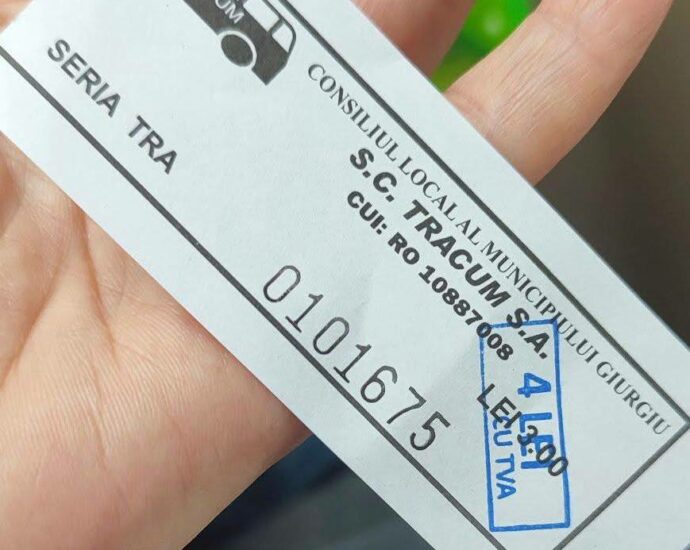 UM
CONSILIUL LOCAL AL MUNICIPIULUI GIURGIU
S.C. TRACUM S.A.
CUI: RO 10887008
SERIA TRA
0101675
LEI 3.00
4 LEI
CU TVA